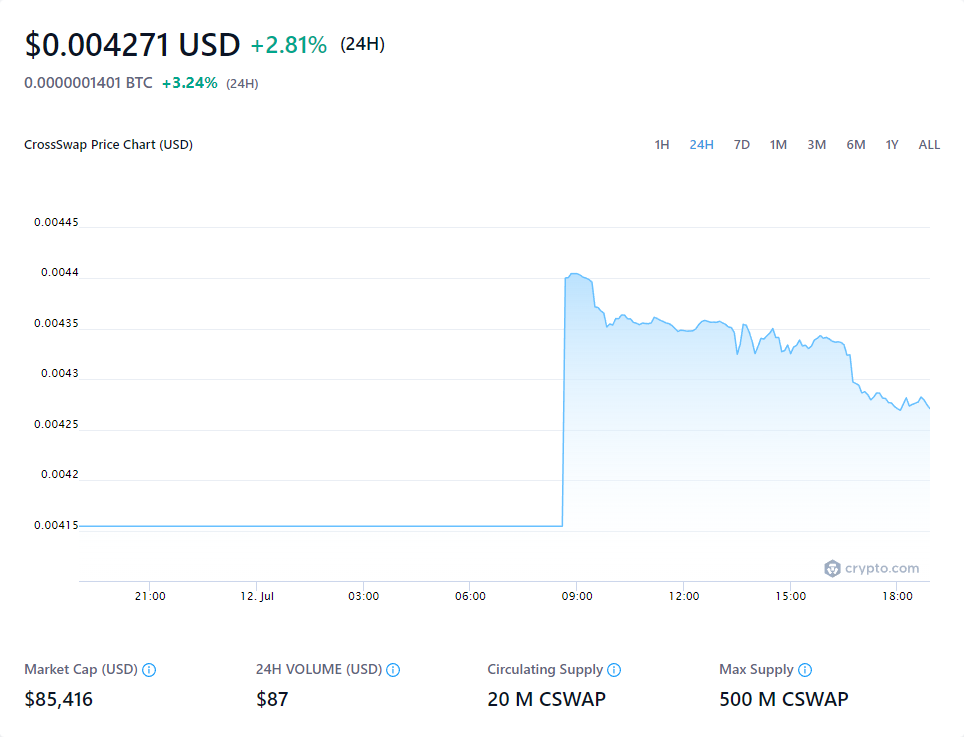 $0.004271 USD +2.81% (24H)
0.0000001401 BTC +3.24% (24H)
CrossSwap Price Chart (USD)
1H 24H 7D 1M 3M 6M 1Y ALL
0.00445
0.0044
0.00435
0.0043
0.00425
0.0042
0.00415
crypto.com
21:00 12. Jul 03:00 06:00 09:00 12:00 15:00 18:00
Market Cap (USD) 24H VOLUME (USD) Circulating Supply Max Supply
$85,416 $87 20 M CSWAP 500 M CSWAP